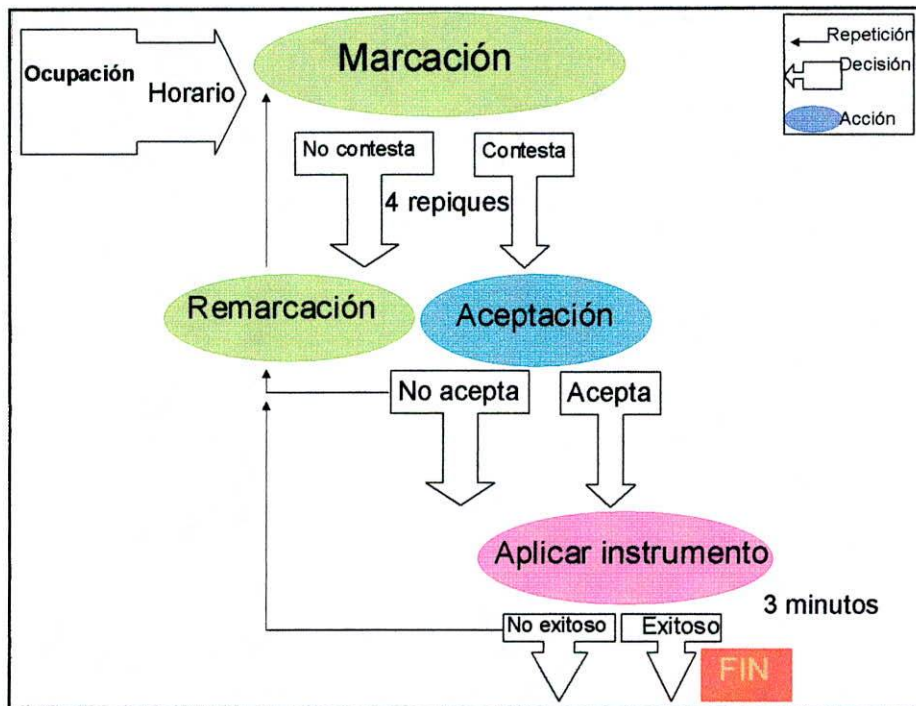 Marcación
Ocupación
Horario
Repetición
Decisión
Acción
No contesta
Contesta
4 repiques
Remarcación
Aceptación
No acepta
Acepta
Aplicar instrumento
3 minutos
No exitoso
Exitoso
FIN